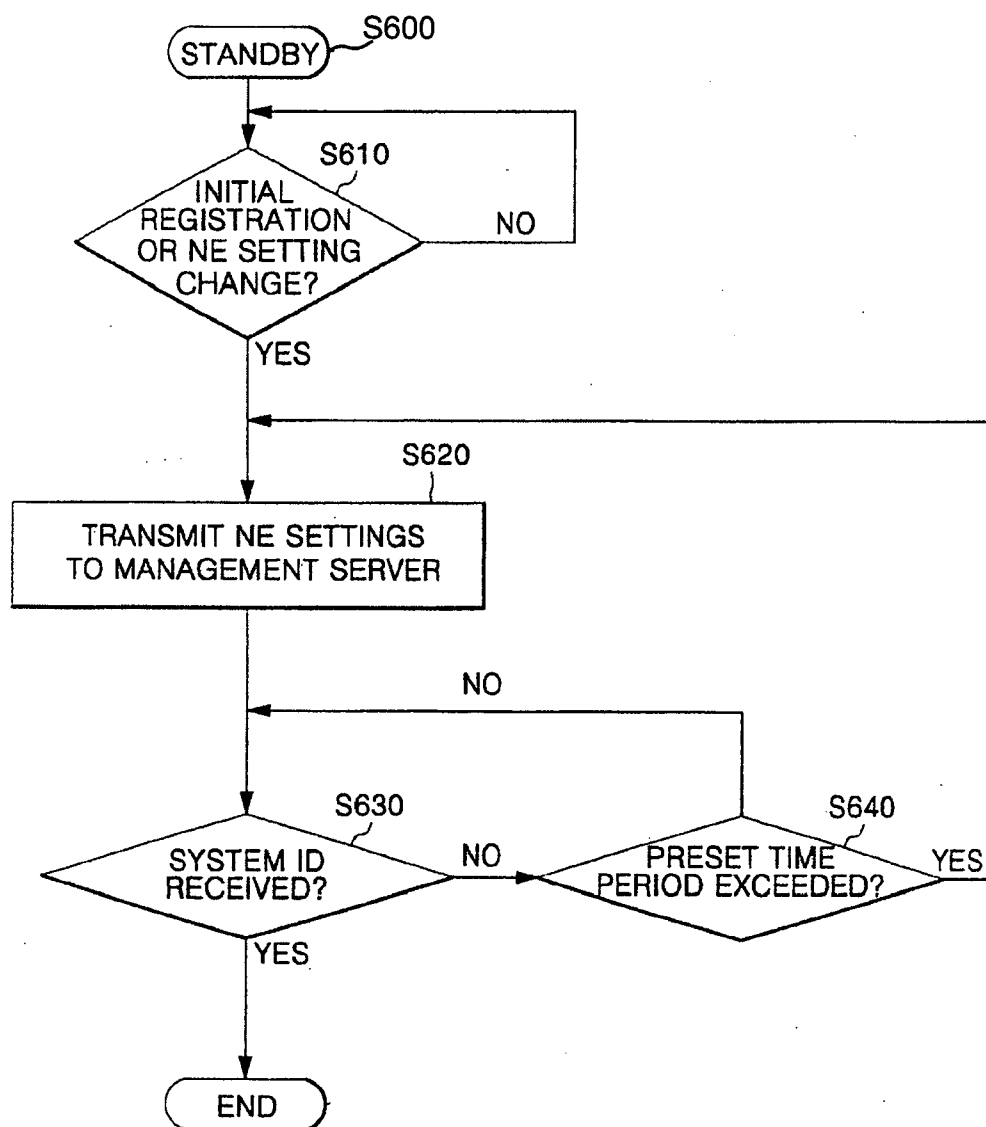 STANDBY
S600
S610
INITIAL
REGISTRATION
OR NE SETTING
CHANGE?
NO
YES
S620
TRANSMIT NE SETTINGS
TO MANAGEMENT SERVER
NO
S630
SYSTEM ID
RECEIVED?
NO
S640
PRESET TIME
PERIOD EXCEEDED?
YES
YES
END